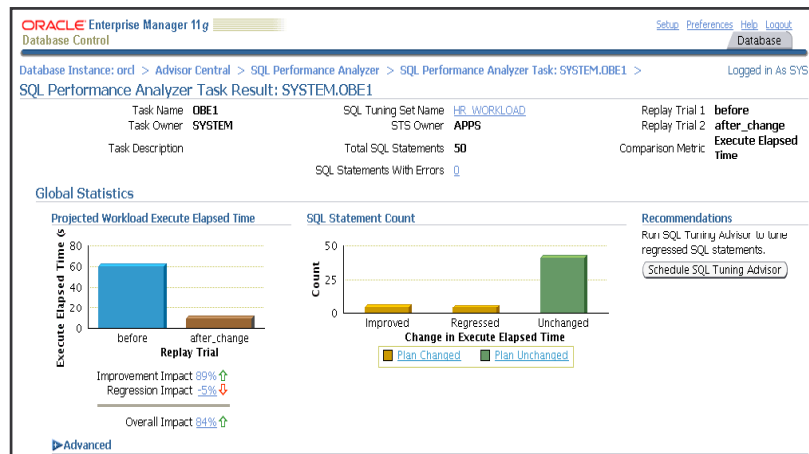 ORACLE Enterprise Manager 11g
Database Control
Setup Preferences Help Logout
Database
Database Instance: orcl > Advisor Central > SQL Performance Analyzer > SQL Performance Analyzer Task: SYSTEM.OBE1 >
Logged in As SYS
SQL Performance Analyzer Task Result: SYSTEM.OBE1
Task Name OBE1
Task Owner SYSTEM
Task Description
SQL Tuning Set Name HR_WORKLOAD
STS Owner APPS
Total SQL Statements 50
SQL Statements With Errors 0
Replay Trial 1 before
Replay Trial 2 after_change
Comparison Metric Execute Elapsed
Time
Global Statistics
Projected Workload Execute Elapsed Time
Execute Elapsed Time (s
80
60
40
20
0
before after_change
Replay Trial
Improvement Impact 89%
Regression Impact -5%
Overall Impact 84%
SQL Statement Count
Count
50
25
0
Improved Regressed Unchanged
Change in Execute Elapsed Time
Plan Changed Plan Unchanged
Recommendations
Run SQL Tuning Advisor to tune
regressed SQL statements.
Schedule SQL Tuning Advisor
Advanced